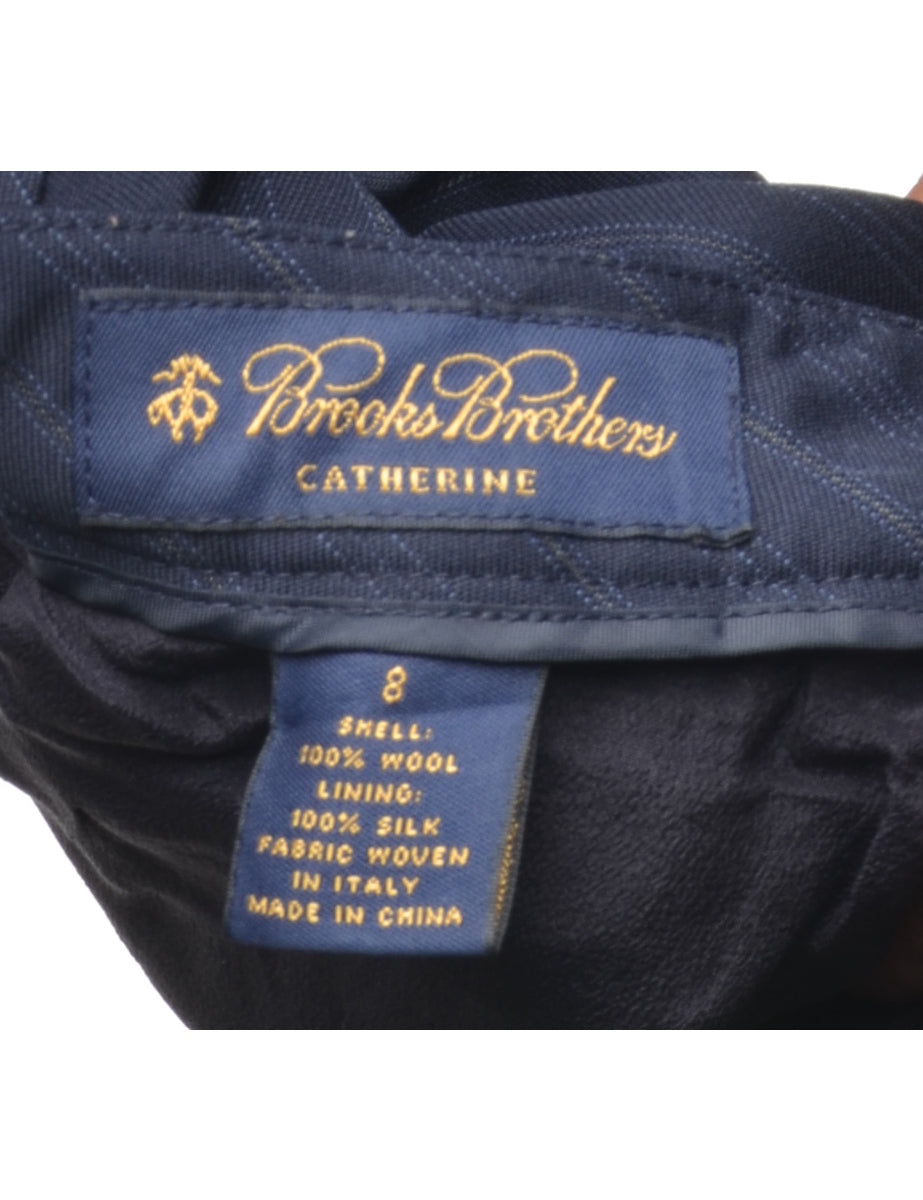 Brooks Brothers
CATHERINE
8
SHELL:
100% WOOL
LINING:
100% SILK
FABRIC WOVEN
IN ITALY
MADE IN CHINA